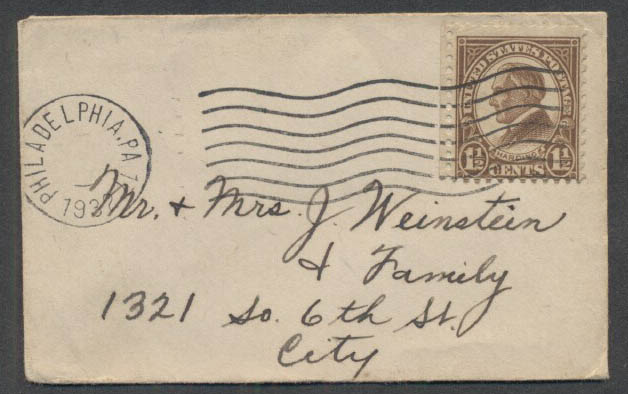 UNITED STATES POSTAGE
HARDING
1½ 1½
CENTS
PHILADELPHIA, PA
193
Mr. & Mrs. J. Weinstein
& Family
1321 So. 6th St.
City